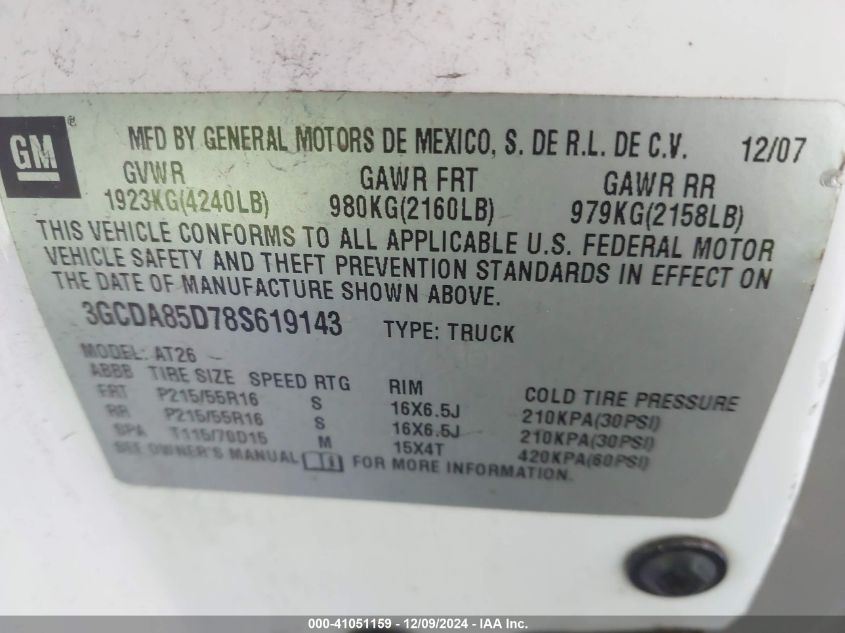 GM®
MFD BY GENERAL MOTORS DE MEXICO, S. DE R.L. DE C.V. 12/07
GVWR GAWR FRT GAWR RR
1923KG(4240LB) 980KG(2160LB) 979KG(2158LB)
THIS VEHICLE CONFORMS TO ALL APPLICABLE U.S. FEDERAL MOTOR
VEHICLE SAFETY AND THEFT PREVENTION STANDARDS IN EFFECT ON
THE DATE OF MANUFACTURE SHOWN ABOVE.
3GCDA85D78S619143 TYPE: TRUCK
MODEL: AT26
ABBB TIRE SIZE SPEED RTG RIM COLD TIRE PRESSURE
FRT P215/55R16 S 16X6.5J 210KPA(30PSI)
RR P215/55R16 S 16X6.5J 210KPA(30PSI)
SPA T115/70D15 M 15X4T 420KPA(60PSI)
SEE OWNER'S MANUAL FOR MORE INFORMATION.
000-41051159 - 12/09/2024 - IAA Inc.